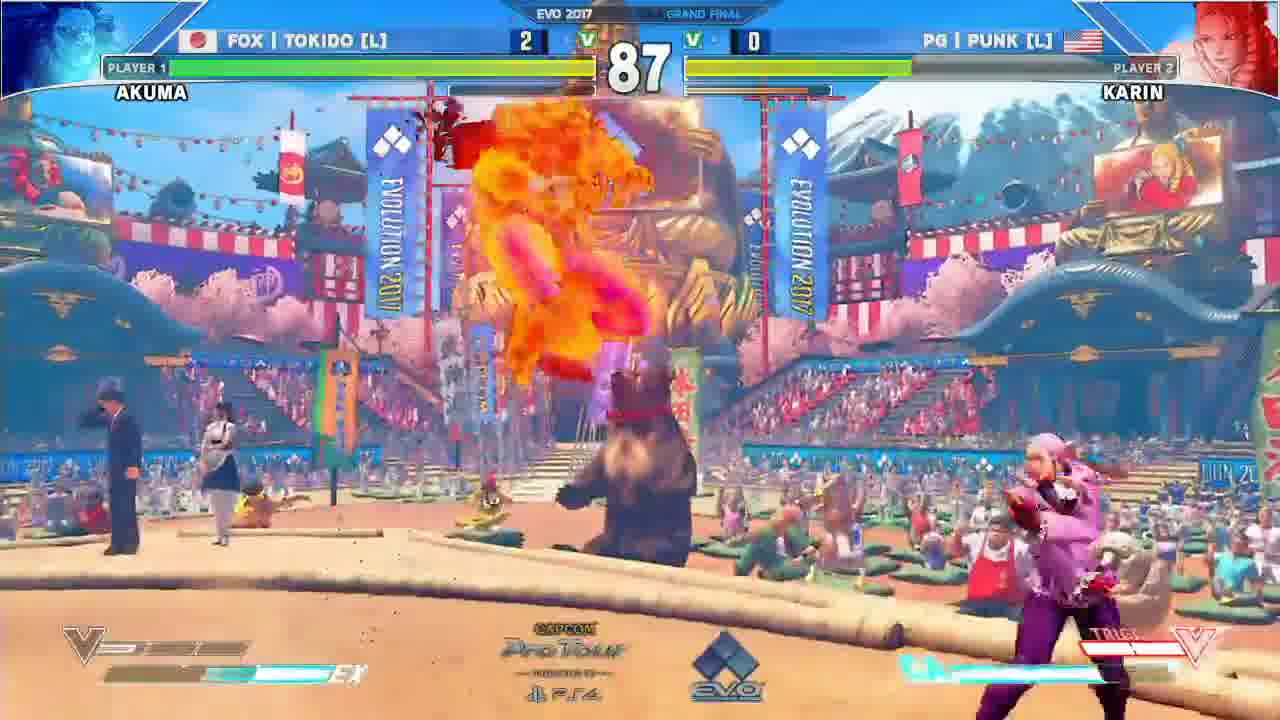 EVO 2017
GRAND FINAL
FOX | TOKIDO [L]
2
V
87
V
0
PG | PUNK [L]
PLAYER 1
PLAYER 2
AKUMA
KARIN
EVOLUTION 2017
EVOLUTION 2017
V
EX
CAPCOM
Pro Tour
PS4
EVO
V